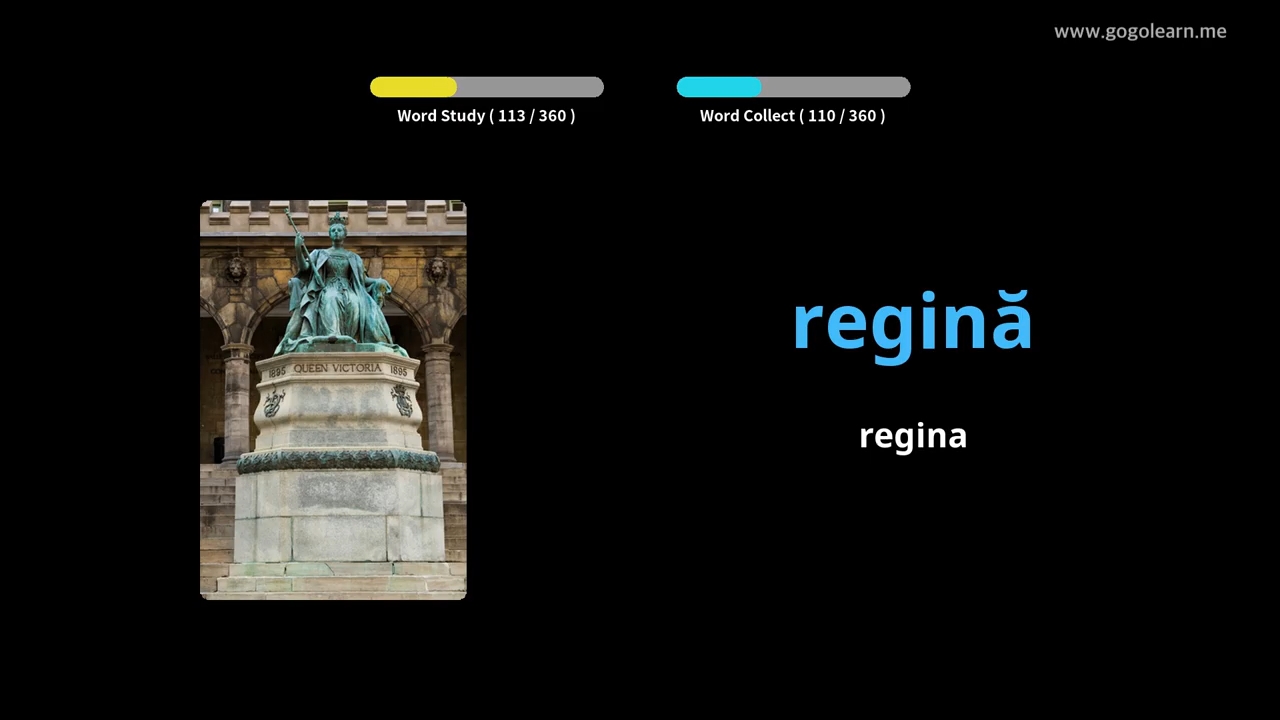 www.gogolearn.me
Word Study ( 113 / 360 )
Word Collect ( 110 / 360 )
1895 QUEEN VICTORIA 1895
regină
regina